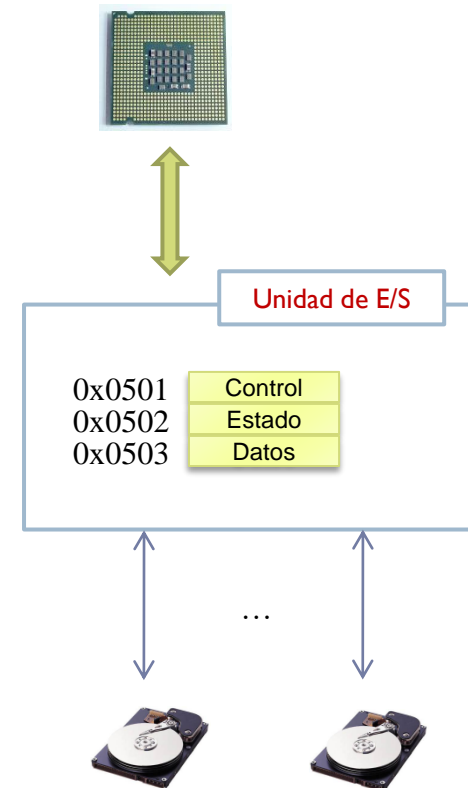 Unidad de E/S
0x0501 Control
0x0502 Estado
0x0503 Datos
…